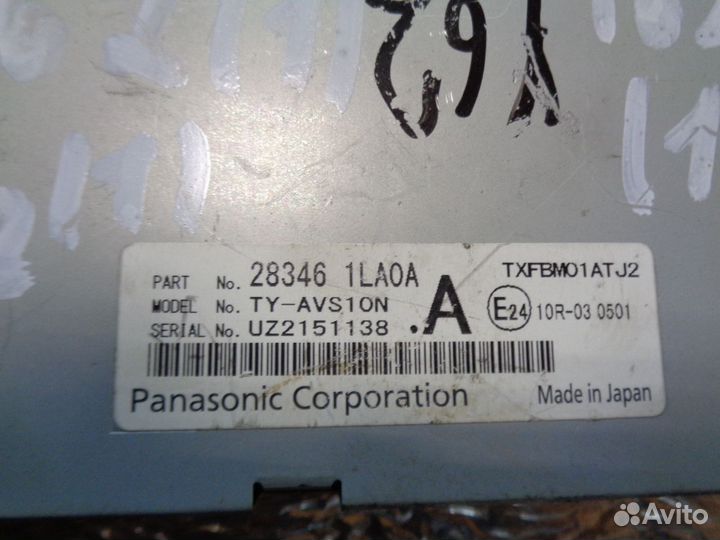 PART No. 28346 1LA0A
TXFBM01ATJ2
MODEL No. TY-AVS10N
.A
E24 10R-03 0501
SERIAL No. UZ2151138
Panasonic Corporation
Made in Japan
Avito